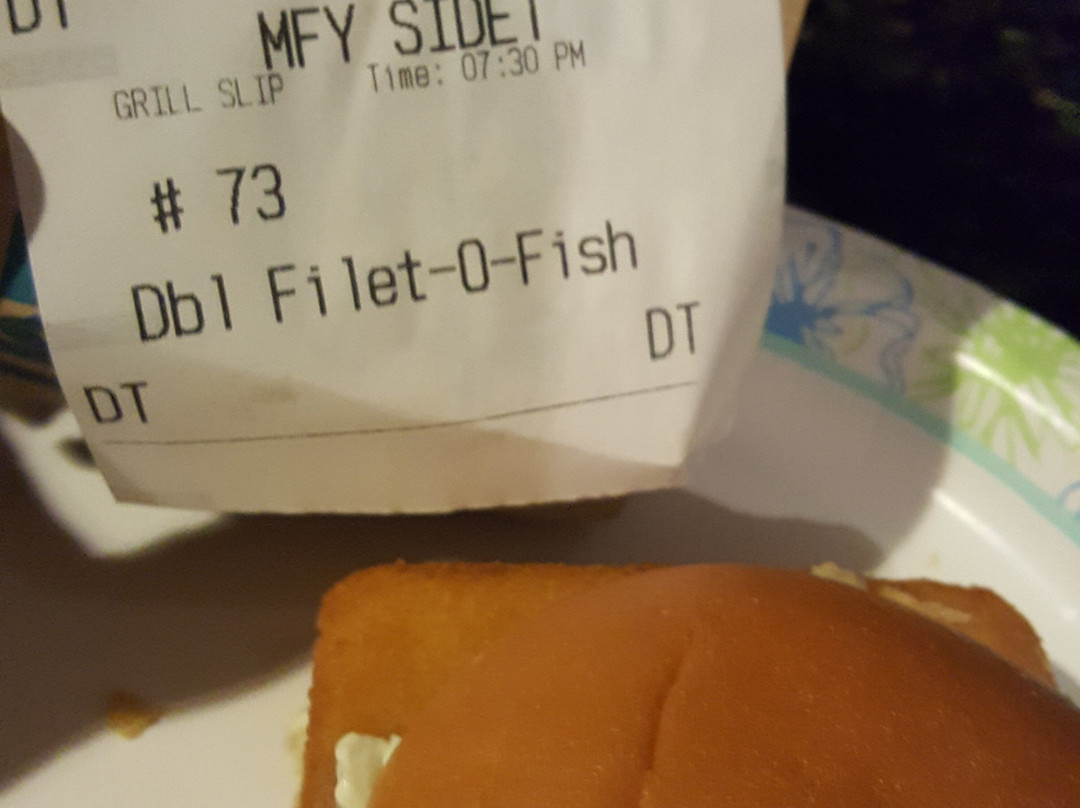 DT
MFY SIDE1
GRILL SLIP Time: 07:30 PM
# 73
Dbl Filet-O-Fish
DT
DT